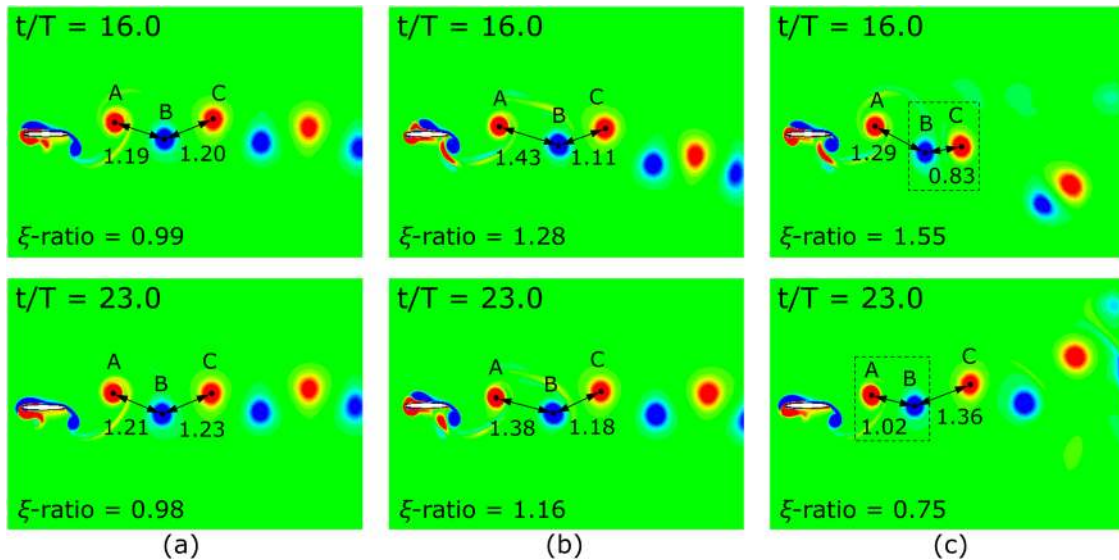 t/T = 16.0
A
B
C
1.19
1.20
ξ-ratio = 0.99
t/T = 16.0
A
B
C
1.43
1.11
ξ-ratio = 1.28
t/T = 16.0
A
B
C
1.29
0.83
ξ-ratio = 1.55
t/T = 23.0
A
B
C
1.21
1.23
ξ-ratio = 0.98
t/T = 23.0
A
B
C
1.38
1.18
ξ-ratio = 1.16
t/T = 23.0
A
B
C
1.02
1.36
ξ-ratio = 0.75
(a)
(b)
(c)